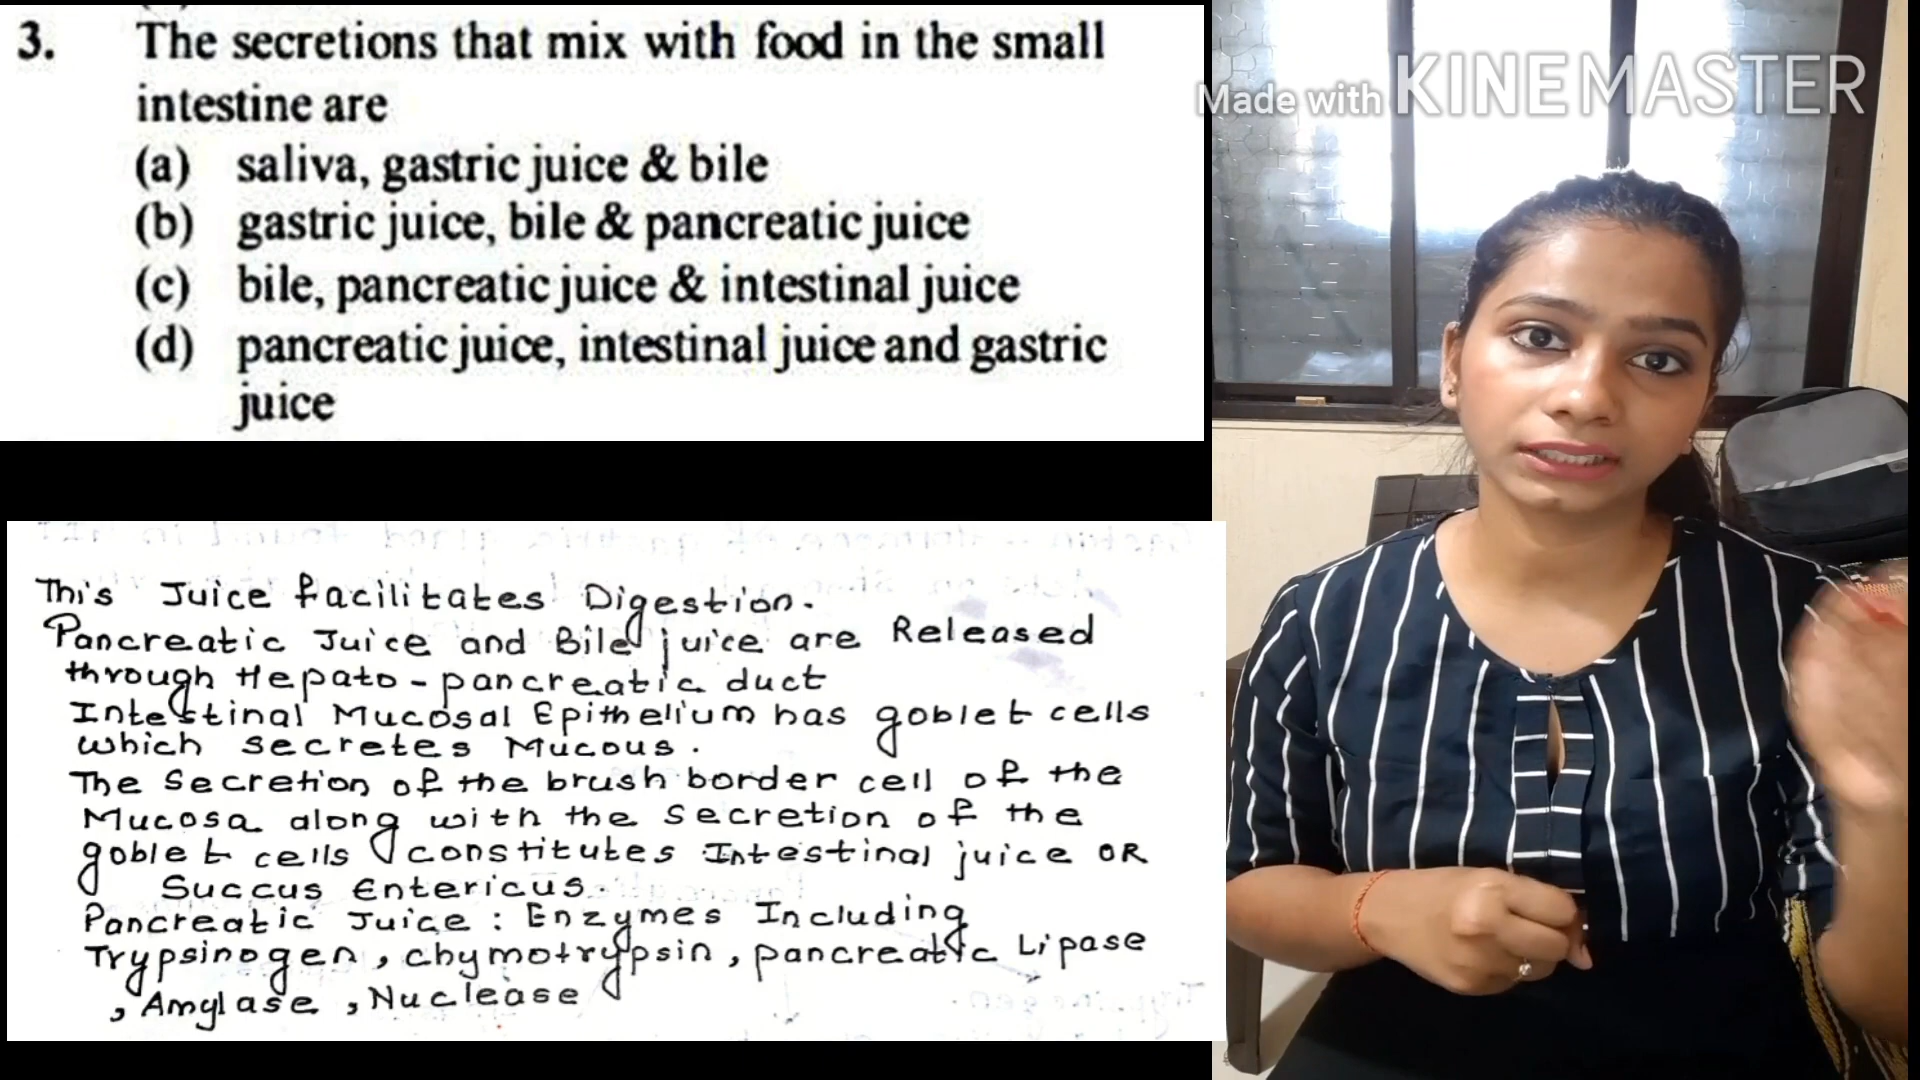 3. The secretions that mix with food in the small
intestine are
(a) saliva, gastric juice & bile
(b) gastric juice, bile & pancreatic juice
(c) bile, pancreatic juice & intestinal juice
(d) pancreatic juice, intestinal juice and gastric
juice
Made with KINEMASTER
This Juice facilitates Digestion.
Pancreatic Juice and Bile juice are Released
through Hepato-pancreatic duct
Intestinal Mucosal Epithelium has goblet cells
which secretes Mucous.
The Secretion of the brush border cell of the
Mucosa along with the secretion of the
goblet cells constitutes Intestinal juice OR
Succus Entericus.
Pancreatic Juice : Enzymes Including
Trypsinogen, chymotrypsin, pancreatic Lipase
, Amylase, Nuclease